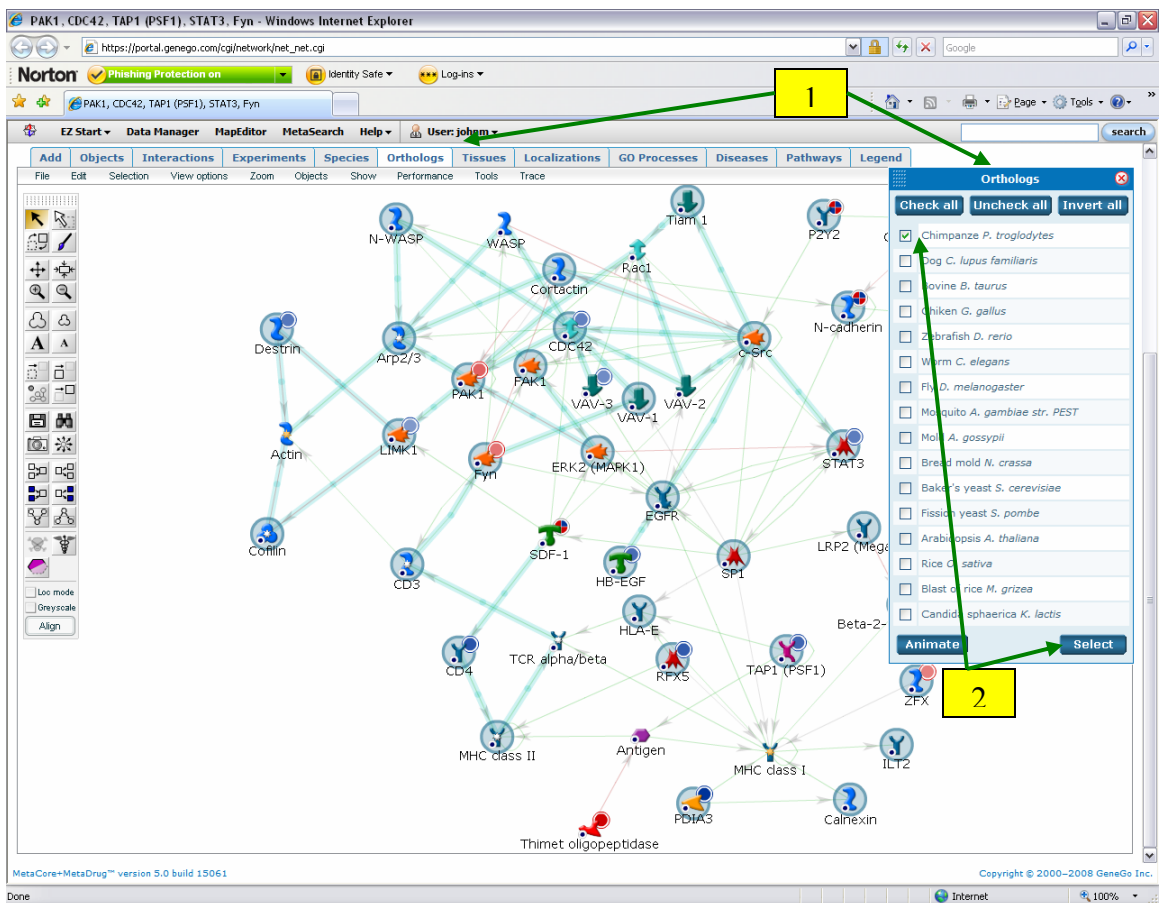 PAK1, CDC42, TAP1 (PSF1), STAT3, Fyn - Windows Internet Explorer
https://portal.genego.com/cgi/network/net_net.cgi
Google
Norton Phishing Protection on Identity Safe Log-ins
1
PAK1, CDC42, TAP1 (PSF1), STAT3, Fyn
Page Tools
EZ Start Data Manager MapEditor MetaSearch Help User: johnm
search
Add Objects Interactions Experiments Species Orthologs Tissues Localizations GO Processes Diseases Pathways Legend
File Edit Selection View options Zoom Objects Show Performance Tools Trace
Orthologs
Check all Uncheck all Invert all
Chimpanze P. troglodytes
Dog C. lupus familiaris
Bovine B. taurus
Chiken G. gallus
Zebrafish D. rerio
Worm C. elegans
Fly D. melanogaster
Mosquito A. gambiae str. PEST
Mold A. gossypii
Bread mold N. crassa
Baker's yeast S. cerevisiae
Fission yeast S. pombe
Arabidopsis A. thaliana
Rice O. sativa
Blast of rice M. grizea
Candida sphaerica K. lactis
Animate Select
2
Tiam 1
N-WASP
WASP
P2Y2
Rac1
Cortactin
N-cadherin
Destrin
Arp2/3
CDC42
c-Src
PAK1
FAK1
VAV-3
VAV-1
VAV-2
Actin
LIMK1
Fyn
ERK2 (MAPK1)
STAT3
EGFR
Cofilin
SDF-1
LRP2 (Mega
CD3
HB-EGF
SP1
HLA-E
Beta-2-
TCR alpha/beta
CD4
RFX5
TAP1 (PSF1)
ZFX
MHC class II
Antigen
MHC class I
ILT2
PDIA3
Calnexin
Thimet oligopeptidase
A A
Loc mode
Greyscale
Align
MetaCore+MetaDrug™ version 5.0 build 15061
Copyright © 2000-2008 GeneGo Inc.
Done Internet 100%